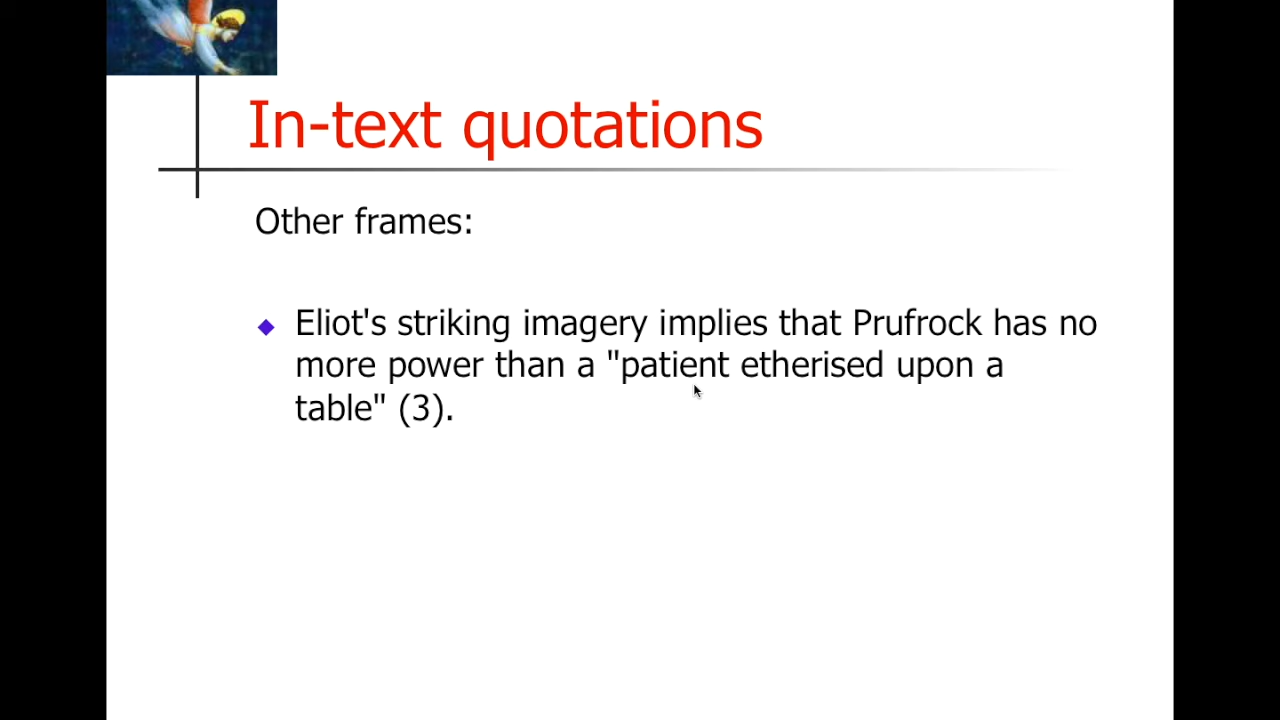 In-text quotations
Other frames:
Eliot's striking imagery implies that Prufrock has no
more power than a "patient etherised upon a
table" (3).